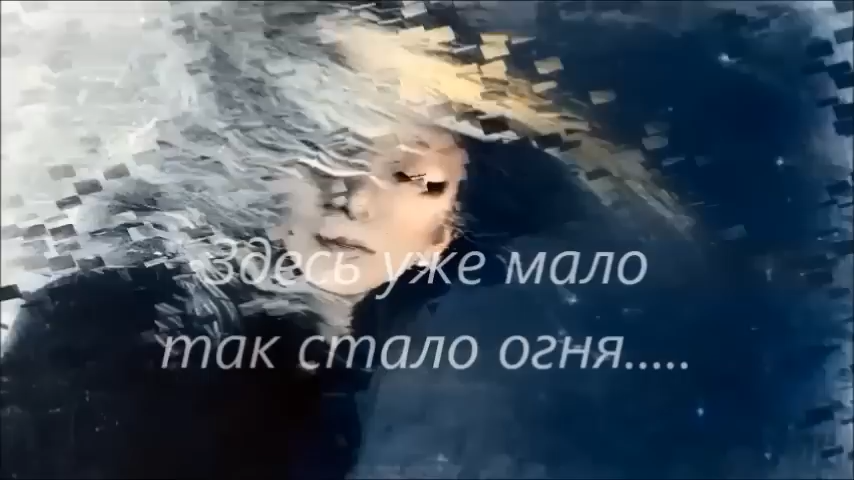 Здесь уже мало
так стало огня.....